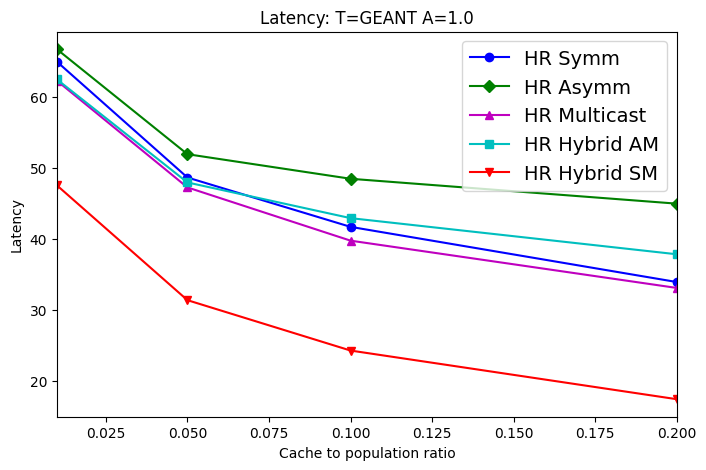 Latency: T=GEANT A=1.0
HR Symm
HR Asymm
HR Multicast
HR Hybrid AM
HR Hybrid SM
60
50
40
30
20
Latency
0.025 0.050 0.075 0.100 0.125 0.150 0.175 0.200
Cache to population ratio